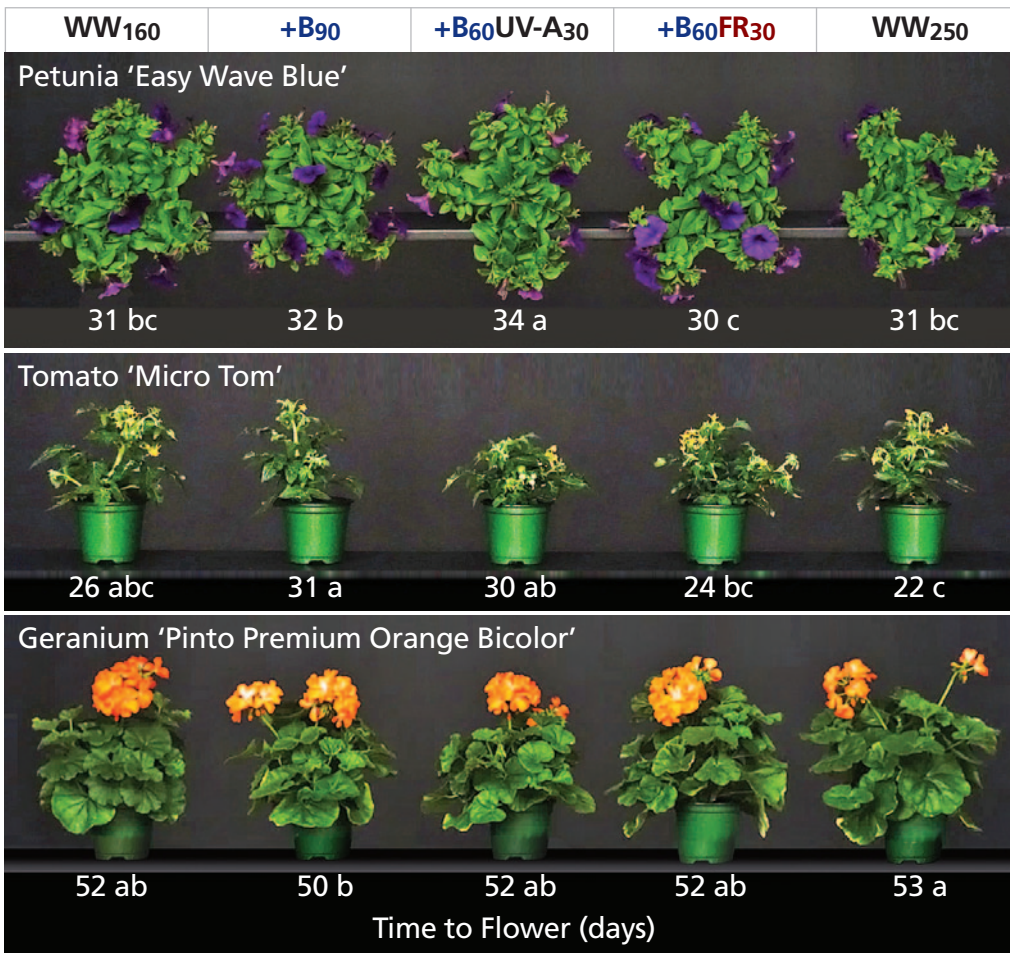 WW160 +B90 +B60UV-A30 +B60FR30 WW250
Petunia ‘Easy Wave Blue’
31 bc 32 b 34 a 30 c 31 bc
Tomato ‘Micro Tom’
26 abc 31 a 30 ab 24 bc 22 c
Geranium ‘Pinto Premium Orange Bicolor’
52 ab 50 b 52 ab 52 ab 53 a
Time to Flower (days)